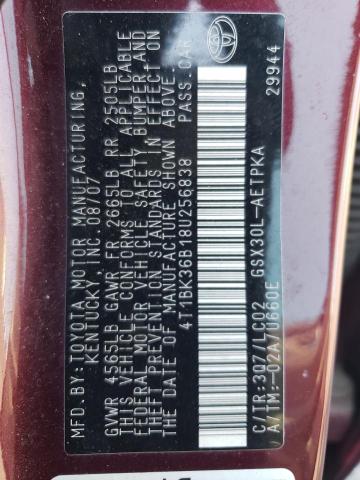 MFD. BY: TOYOTA MOTOR MANUFACTURING,
KENTUCKY, INC. 08/07
GVWR 4565LB GAWR FR 2665LB RR 2505LB
THIS VEHICLE CONFORMS TO ALL APPLICABLE
FEDERAL MOTOR VEHICLE SAFETY, BUMPER AND
THEFT PREVENTION STANDARDS IN EFFECT ON
THE DATE OF MANUFACTURE SHOWN ABOVE.
4T1BK36B18U256838 PASS.CAR
C/TR:3Q7/LC02 GSX30L-AETPKA
A/TM:-02A/U660E 29944